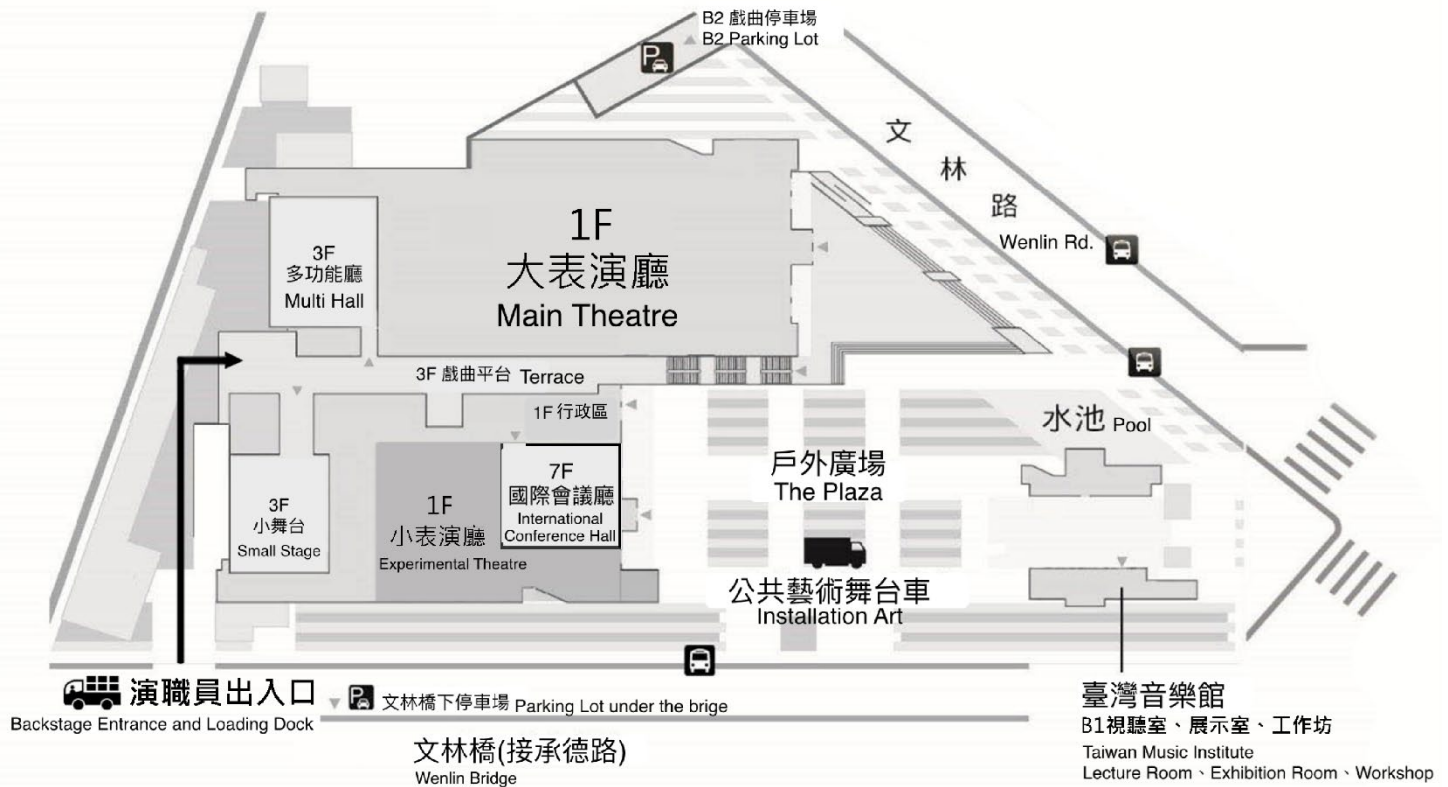 B2 戲曲停車場
B2 Parking Lot
P
文
林
路
Wenlin Rd.
1F
大表演廳
Main Theatre
3F
多功能廳
Multi Hall
3F 戲曲平台 Terrace
1F 行政區
水池 Pool
戶外廣場
The Plaza
7F
國際會議廳
International
Conference Hall
1F
小表演廳
Experimental Theatre
3F
小舞台
Small Stage
公共藝術舞台車
Installation Art
演職員出入口
Backstage Entrance and Loading Dock
P
文林橋下停車場 Parking Lot under the brige
文林橋(接承德路)
Wenlin Bridge
臺灣音樂館
B1視聽室、展示室、工作坊
Taiwan Music Institute
Lecture Room、Exhibition Room、Workshop